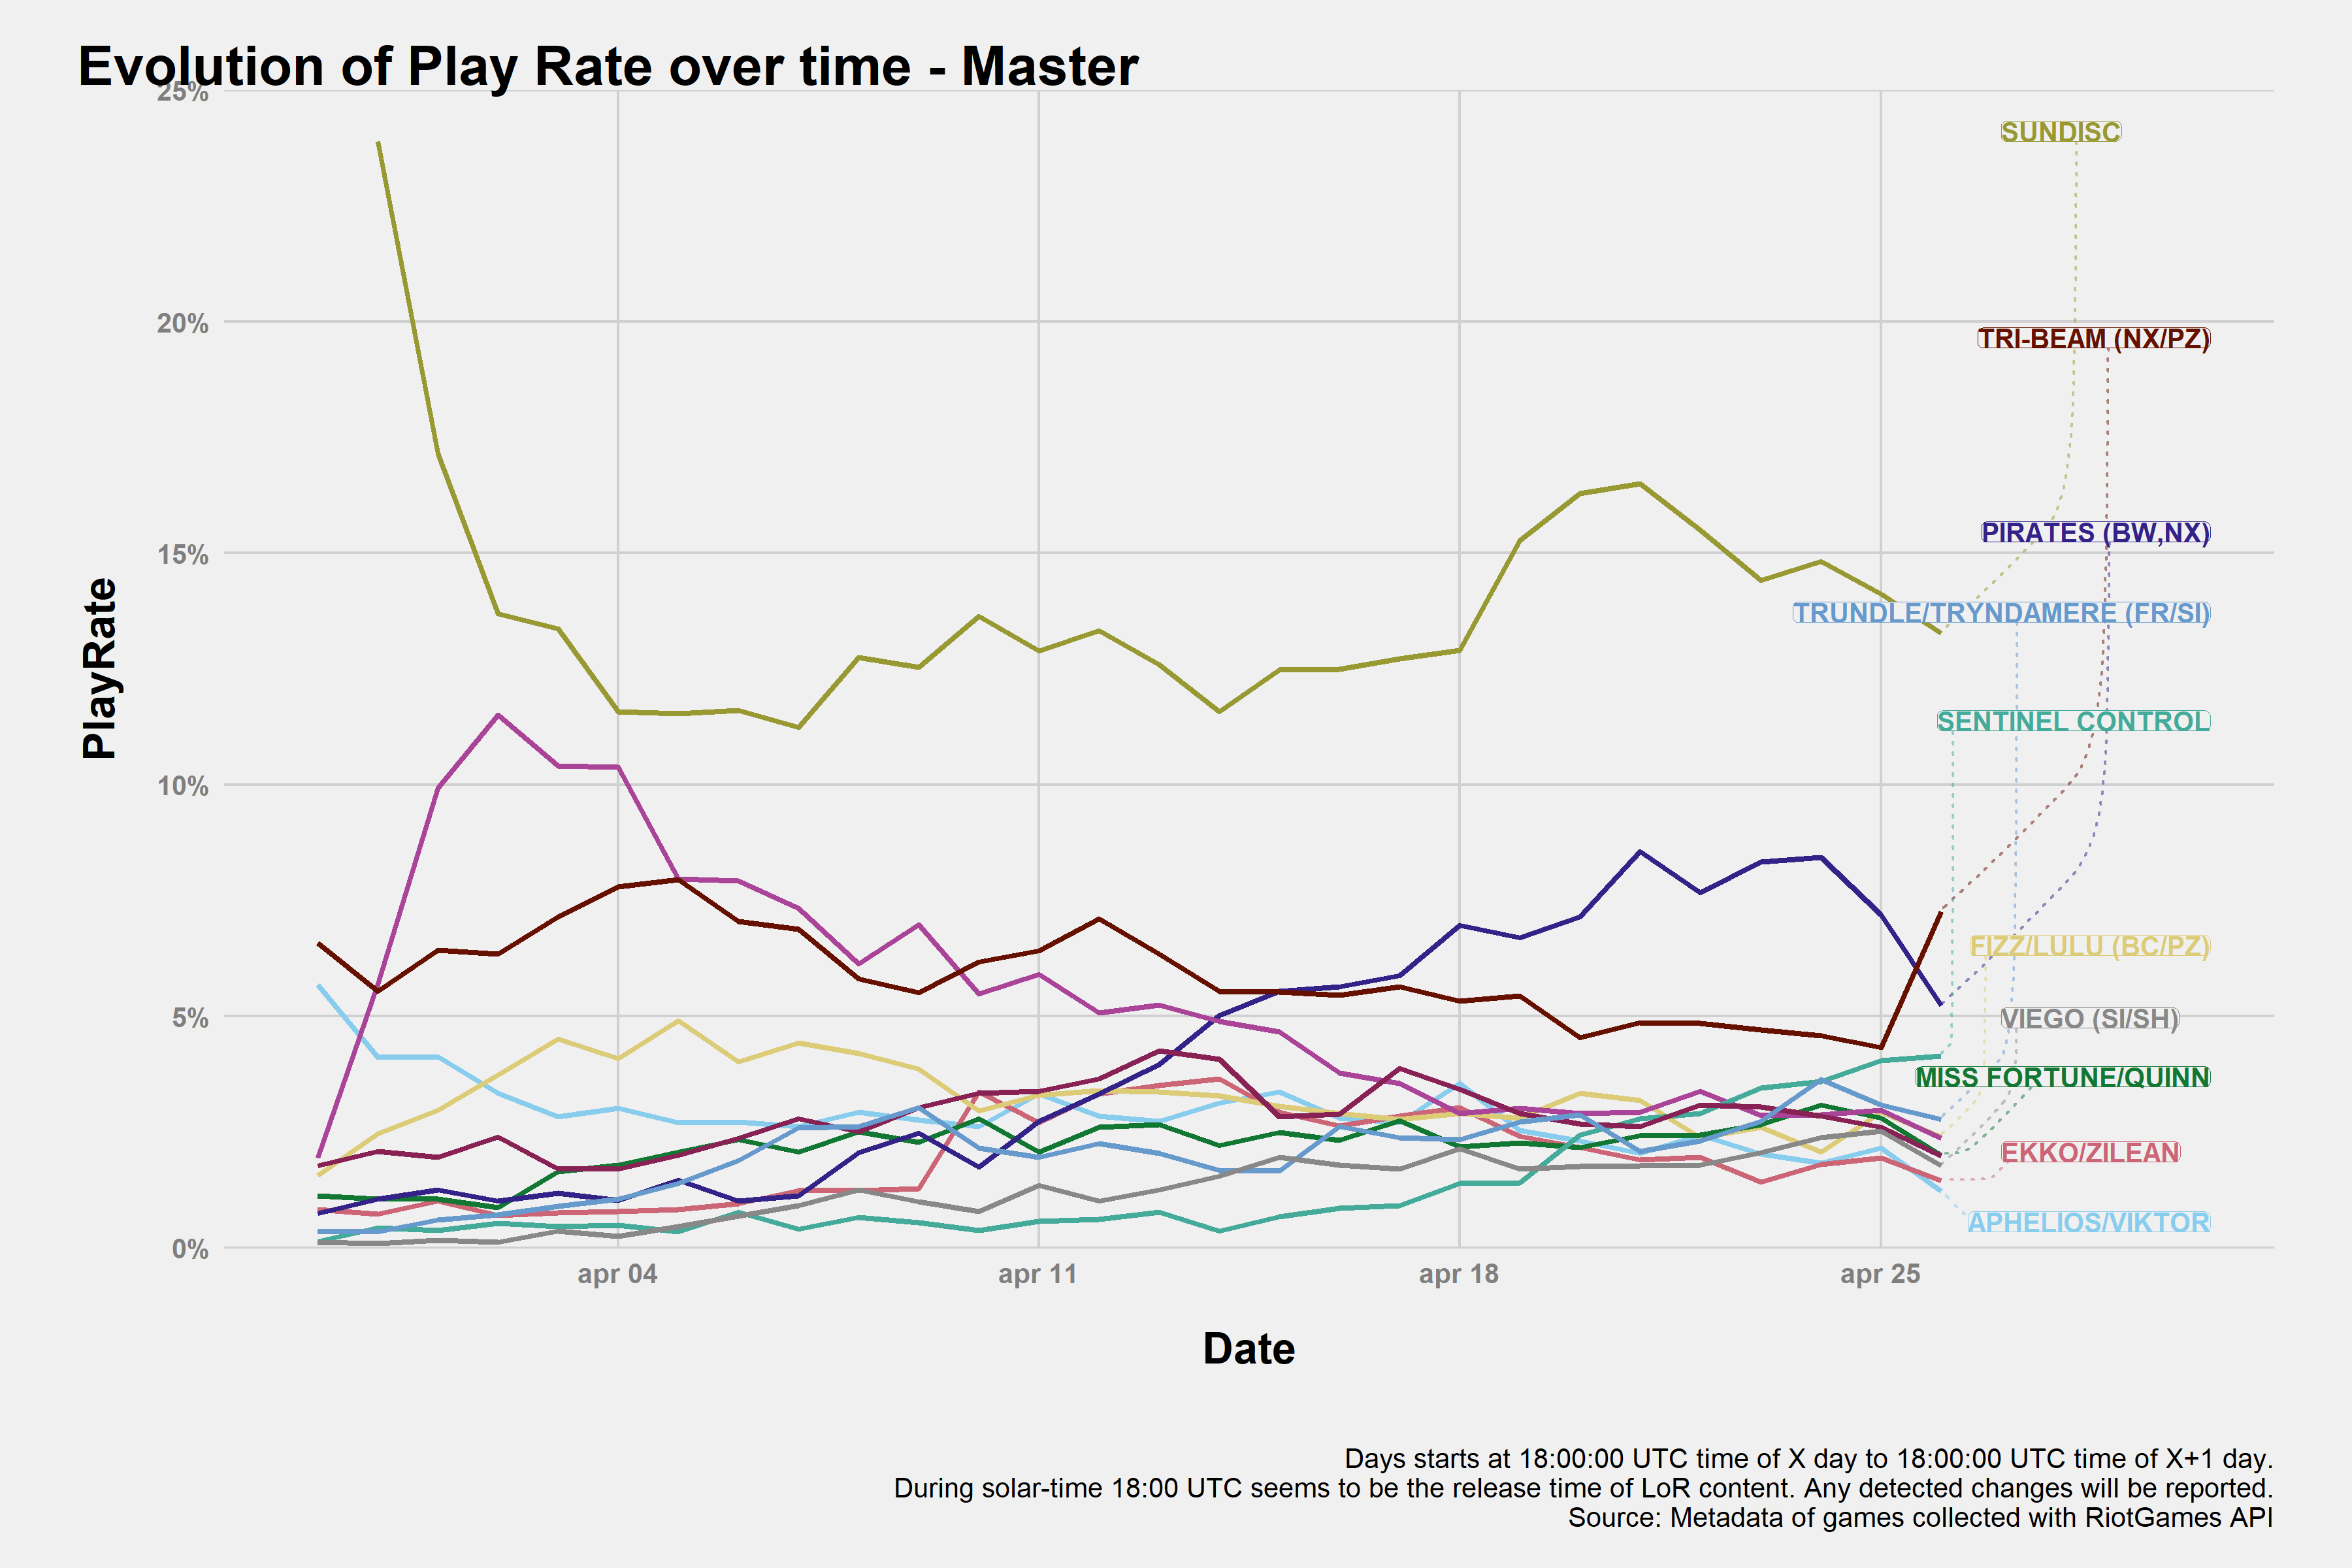 Evolution of Play Rate over time - Master
25%
20%
15%
10%
5%
0%
PlayRate
SUNDISC
TRI-BEAM (NX/PZ)
PIRATES (BW,NX)
TRUNDLE/TRYNDAMERE (FR/SI)
SENTINEL CONTROL
FIZZ/LULU (BC/PZ)
VIEGO (SI/SH)
MISS FORTUNE/QUINN
EKKO/ZILEAN
APHELIOS/VIKTOR
apr 04
apr 11
apr 18
apr 25
Date
Days starts at 18:00:00 UTC time of X day to 18:00:00 UTC time of X+1 day.
During solar-time 18:00 UTC seems to be the release time of LoR content. Any detected changes will be reported.
Source: Metadata of games collected with RiotGames API